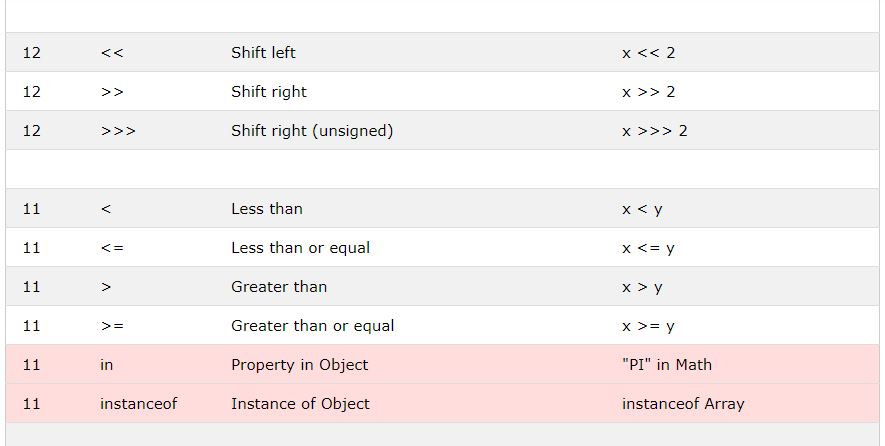 12 << Shift left x << 2
12 >> Shift right x >> 2
12 >>> Shift right (unsigned) x >>> 2
11 < Less than x < y
11 <= Less than or equal x <= y
11 > Greater than x > y
11 >= Greater than or equal x >= y
11 in Property in Object "PI" in Math
11 instanceof Instance of Object instanceof Array